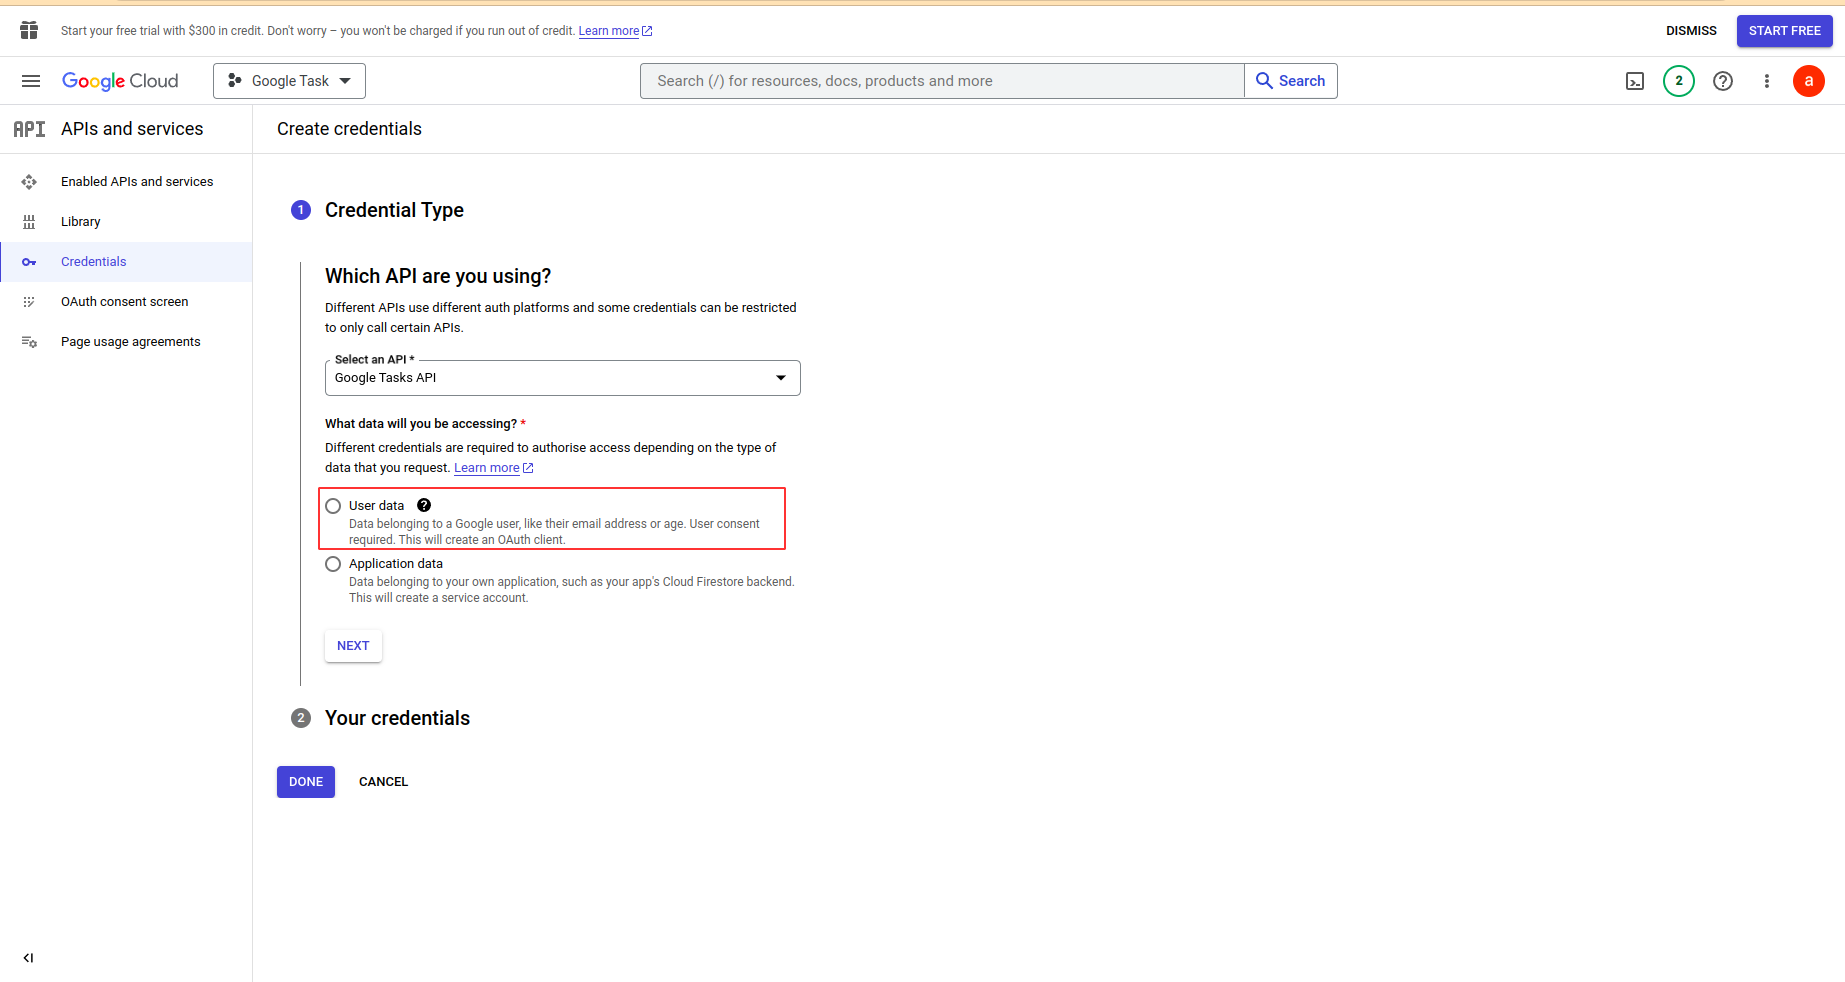 Start your free trial with $300 in credit. Don't worry – you won't be charged if you run out of credit. Learn more
DISMISS
START FREE
Google Cloud
Google Task
Search (/) for resources, docs, products and more
Search
2
a
API
APIs and services
Create credentials
Enabled APIs and services
Library
Credentials
OAuth consent screen
Page usage agreements
1
Credential Type
Which API are you using?
Different APIs use different auth platforms and some credentials can be restricted
to only call certain APIs.
Select an API *
Google Tasks API
What data will you be accessing? *
Different credentials are required to authorise access depending on the type of
data that you request. Learn more
User data
Data belonging to a Google user, like their email address or age. User consent
required. This will create an OAuth client.
Application data
Data belonging to your own application, such as your app's Cloud Firestore backend.
This will create a service account.
NEXT
2
Your credentials
DONE
CANCEL